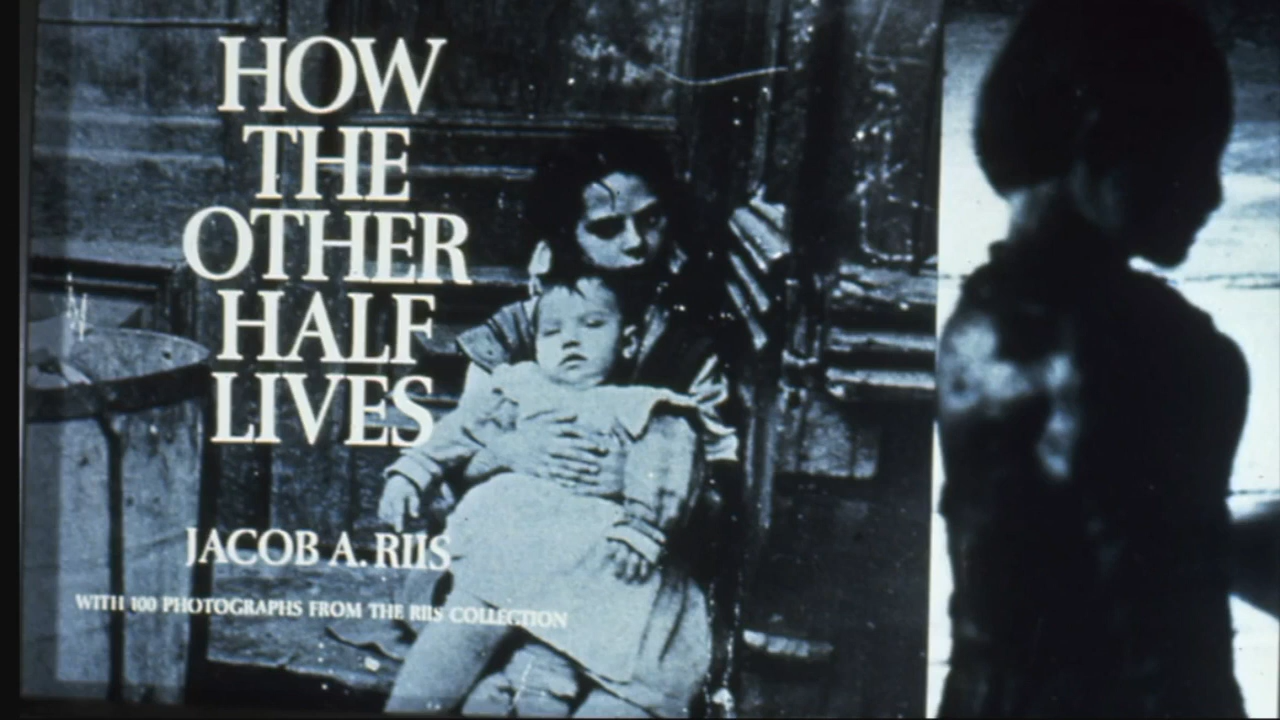 HOW
THE
OTHER
HALF
LIVES
JACOB A. RIIS
WITH 100 PHOTOGRAPHS FROM THE RIIS COLLECTION